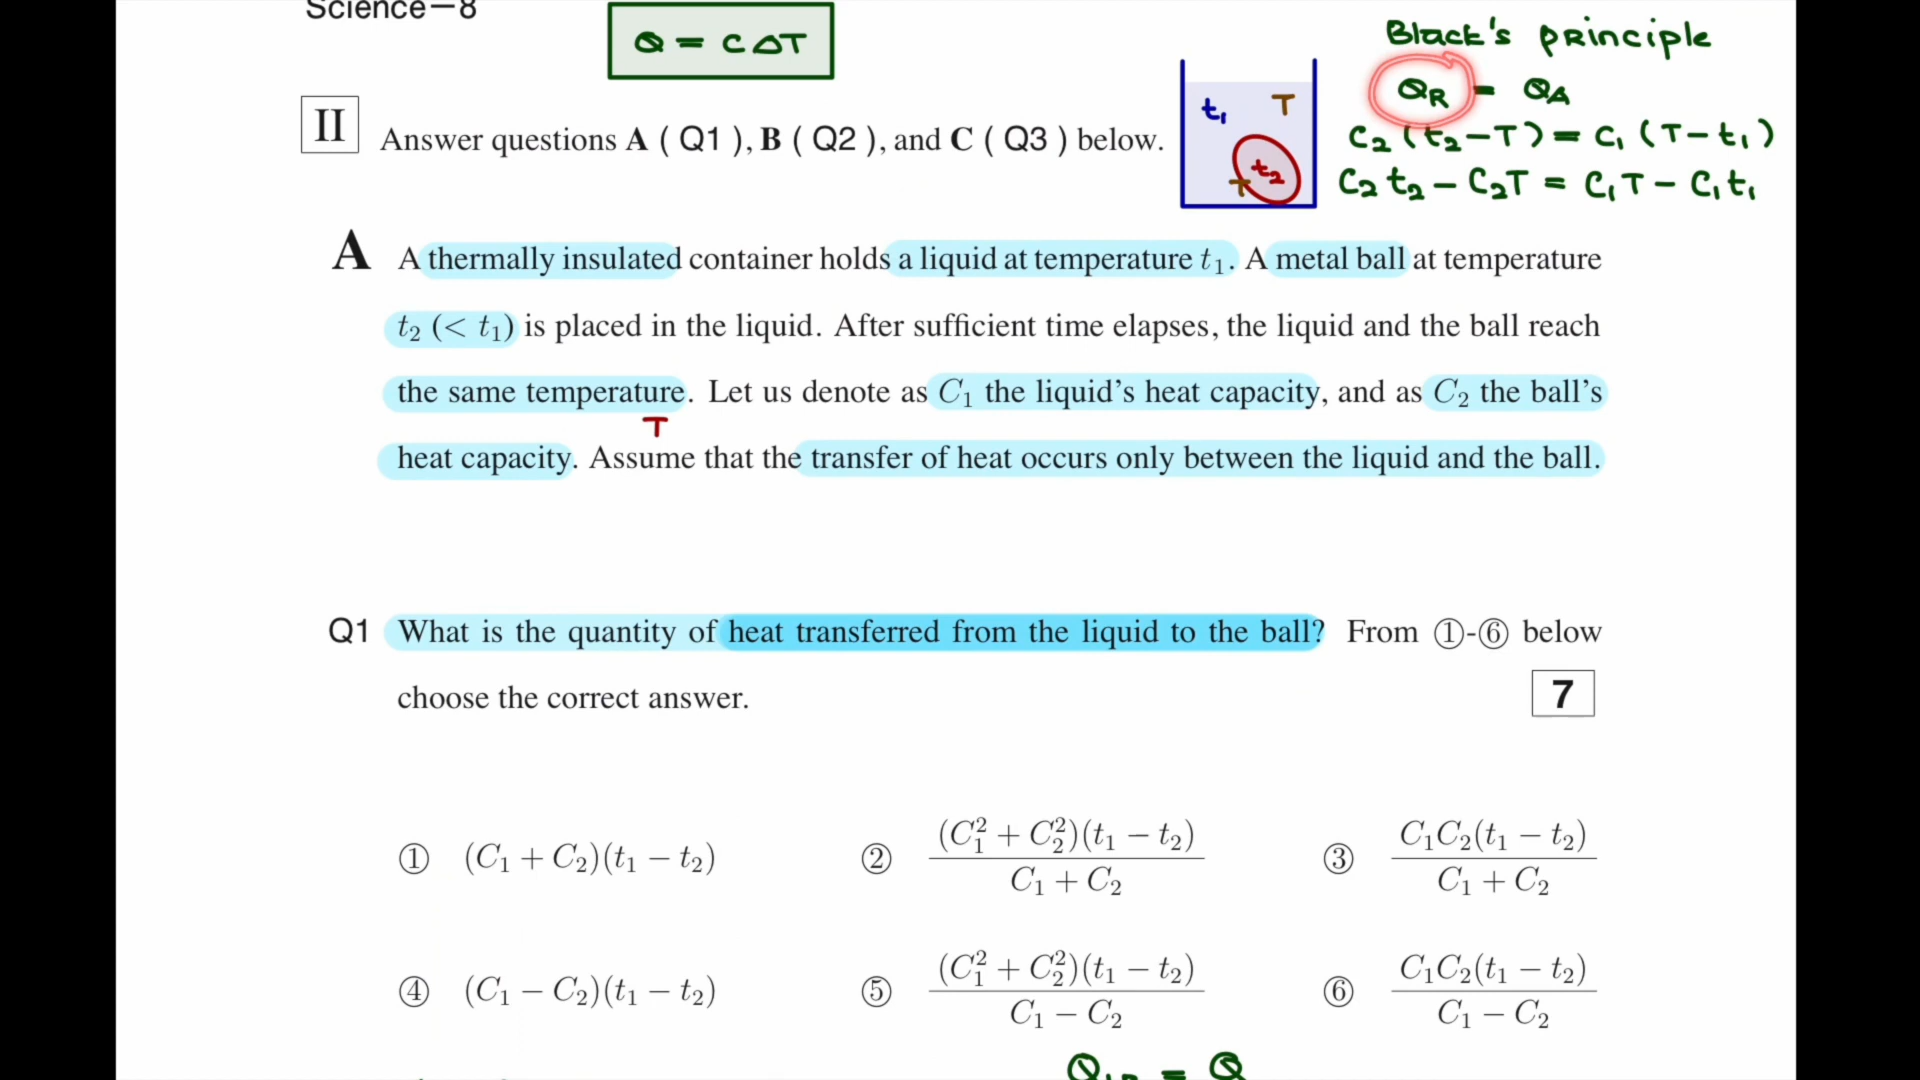 Science－8
Q = C ΔT
Black's principle
QR = QA
C2 (t2 − T) = C1 (T − t1)
C2 t2 − C2T = C1T − C1t1
t1 T
t2
T
II Answer questions A ( Q1 ), B ( Q2 ), and C ( Q3 ) below.
A A thermally insulated container holds a liquid at temperature t1. A metal ball at temperature
t2 (< t1) is placed in the liquid. After sufficient time elapses, the liquid and the ball reach
the same temperature. Let us denote as C1 the liquid's heat capacity, and as C2 the ball's
T
heat capacity. Assume that the transfer of heat occurs only between the liquid and the ball.
Q1 What is the quantity of heat transferred from the liquid to the ball? From ①-⑥ below
choose the correct answer. 7
① (C1 + C2)(t1 − t2) ② (C1² + C2²)(t1 − t2) / C1 + C2 ③ C1C2(t1 − t2) / C1 + C2
④ (C1 − C2)(t1 − t2) ⑤ (C1² + C2²)(t1 − t2) / C1 − C2 ⑥ C1C2(t1 − t2) / C1 − C2